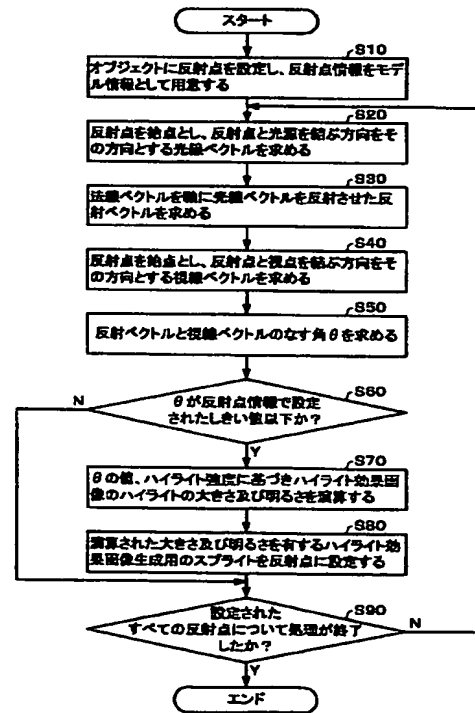 スタート
S10
オブジェクトに反射点を設定し、反射点情報をモデ
ル情報として用意する
S20
反射点を始点とし、反射点と光源を結ぶ方向をそ
の方向とする光線ベクトルを求める
S30
法線ベクトルを軸に光線ベクトルを反射させた反
射ベクトルを求める
S40
反射点を始点とし、反射点と視点を結ぶ方向をそ
の方向とする視線ベクトルを求める
S50
反射ベクトルと視線ベクトルのなす角θを求める
S60
N
θが反射点情報で設定
されたしきい値以下か?
Y
S70
θの値、ハイライト強度に基づきハイライト効果画
像のハイライトの大きさ及び明るさを演算する
S80
演算された大きさ及び明るさを有するハイライト効
果画像生成用のスプライトを反射点に設定する
S90
設定された
すべての反射点について処理が終了
したか?
N
Y
エンド